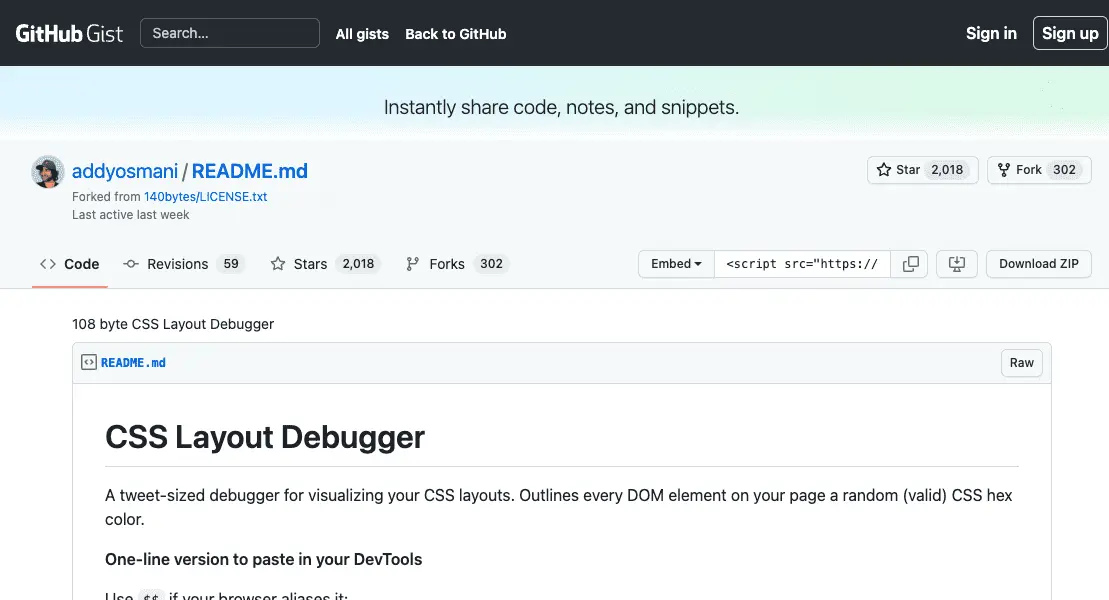 GitHub Gist Search... All gists Back to GitHub Sign in Sign up
Instantly share code, notes, and snippets.
addyosmani / README.md
Star 2,018 Fork 302
Forked from 140bytes/LICENSE.txt
Last active last week
Code Revisions 59 Stars 2,018 Forks 302 Embed <script src="https:// Download ZIP
108 byte CSS Layout Debugger
README.md Raw
CSS Layout Debugger
A tweet-sized debugger for visualizing your CSS layouts. Outlines every DOM element on your page a random (valid) CSS hex
color.
One-line version to paste in your DevTools
Use $$ if your browser aliases it: